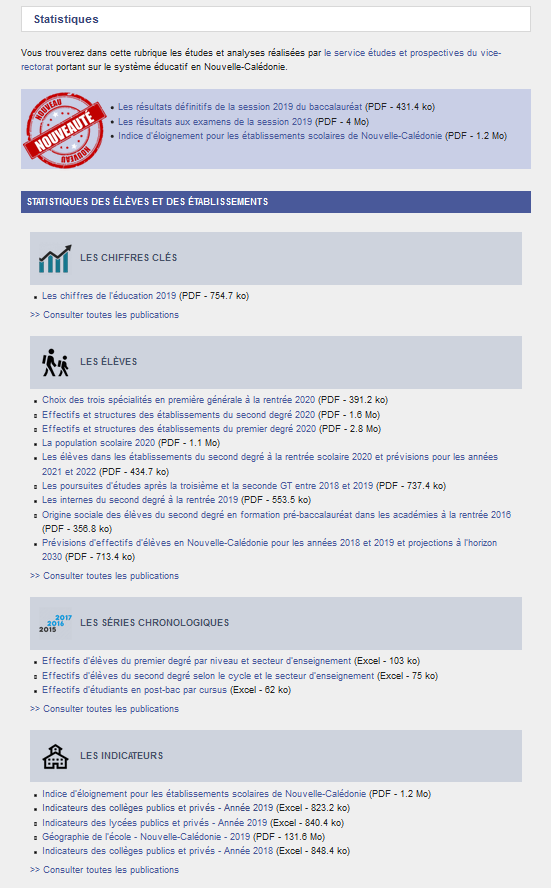 Statistiques
Vous trouverez dans cette rubrique les études et analyses réalisées par le service études et prospectives du vice-
rectorat portant sur le système éducatif en Nouvelle-Calédonie.
NOUVEAU
NOUVEAUTÉ
NOUVEAU
Les résultats définitifs de la session 2019 du baccalauréat (PDF - 431.4 ko)
Les résultats aux examens de la session 2019 (PDF - 4 Mo)
Indice d'éloignement pour les établissements scolaires de Nouvelle-Calédonie (PDF - 1.2 Mo)
STATISTIQUES DES ÉLÈVES ET DES ÉTABLISSEMENTS
LES CHIFFRES CLÉS
Les chiffres de l'éducation 2019 (PDF - 754.7 ko)
>> Consulter toutes les publications
LES ÉLÈVES
Choix des trois spécialités en première générale à la rentrée 2020 (PDF - 391.2 ko)
Effectifs et structures des établissements du second degré 2020 (PDF - 1.6 Mo)
Effectifs et structures des établissements du premier degré 2020 (PDF - 2.8 Mo)
La population scolaire 2020 (PDF - 1.1 Mo)
Les élèves dans les établissements du second degré à la rentrée scolaire 2020 et prévisions pour les années
2021 et 2022 (PDF - 434.7 ko)
Les poursuites d'études après la troisième et la seconde GT entre 2018 et 2019 (PDF - 737.4 ko)
Les internes du second degré à la rentrée 2019 (PDF - 553.5 ko)
Origine sociale des élèves du second degré en formation pré-baccalauréat dans les académies à la rentrée 2016
(PDF - 356.8 ko)
Prévisions d'effectifs d'élèves en Nouvelle-Calédonie pour les années 2018 et 2019 et projections à l'horizon
2030 (PDF - 713.4 ko)
>> Consulter toutes les publications
2017
2016
2015
LES SÉRIES CHRONOLOGIQUES
Effectifs d'élèves du premier degré par niveau et secteur d'enseignement (Excel - 103 ko)
Effectifs d'élèves du second degré selon le cycle et le secteur d'enseignement (Excel - 75 ko)
Effectifs d'étudiants en post-bac par cursus (Excel - 62 ko)
>> Consulter toutes les publications
LES INDICATEURS
Indice d'éloignement pour les établissements scolaires de Nouvelle-Calédonie (PDF - 1.2 Mo)
Indicateurs des collèges publics et privés - Année 2019 (Excel - 823.2 ko)
Indicateurs des lycées publics et privés - Année 2019 (Excel - 840.4 ko)
Géographie de l'école - Nouvelle-Calédonie - 2019 (PDF - 131.6 Mo)
Indicateurs des collèges publics et privés - Année 2018 (Excel - 848.4 ko)
>> Consulter toutes les publications